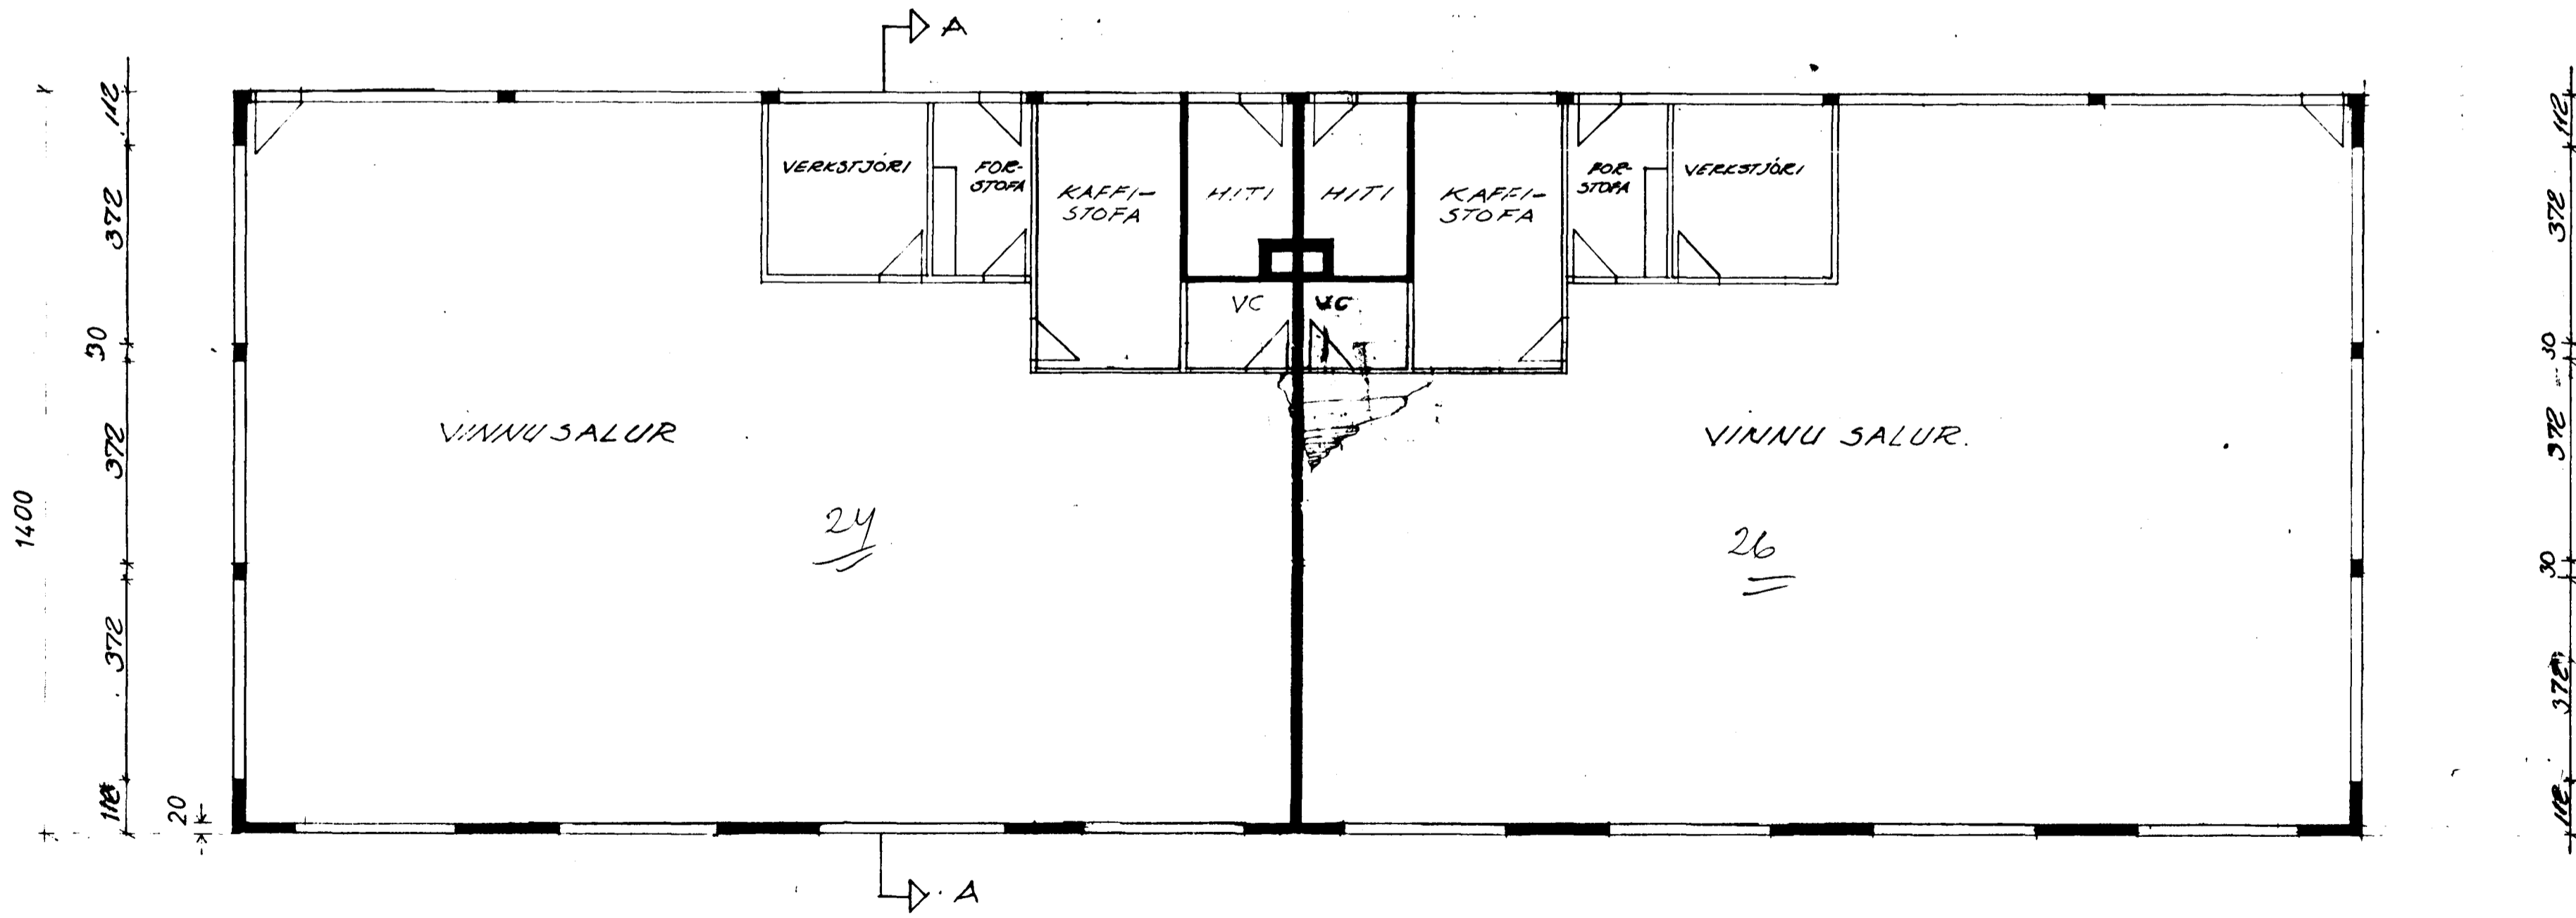 A
VERKSTJÓRI
FOR-
STOFA
KAFFI-
STOFA
HITI
HITI
KAFFI-
STOFA
FOR-
STOFA
VERKSTJÓRI
VC
VC
VINNUSALUR
VINNU SALUR.
24
26
A
112
372
30
372
372
112
1400
20
112
372
30
372
30
372
112